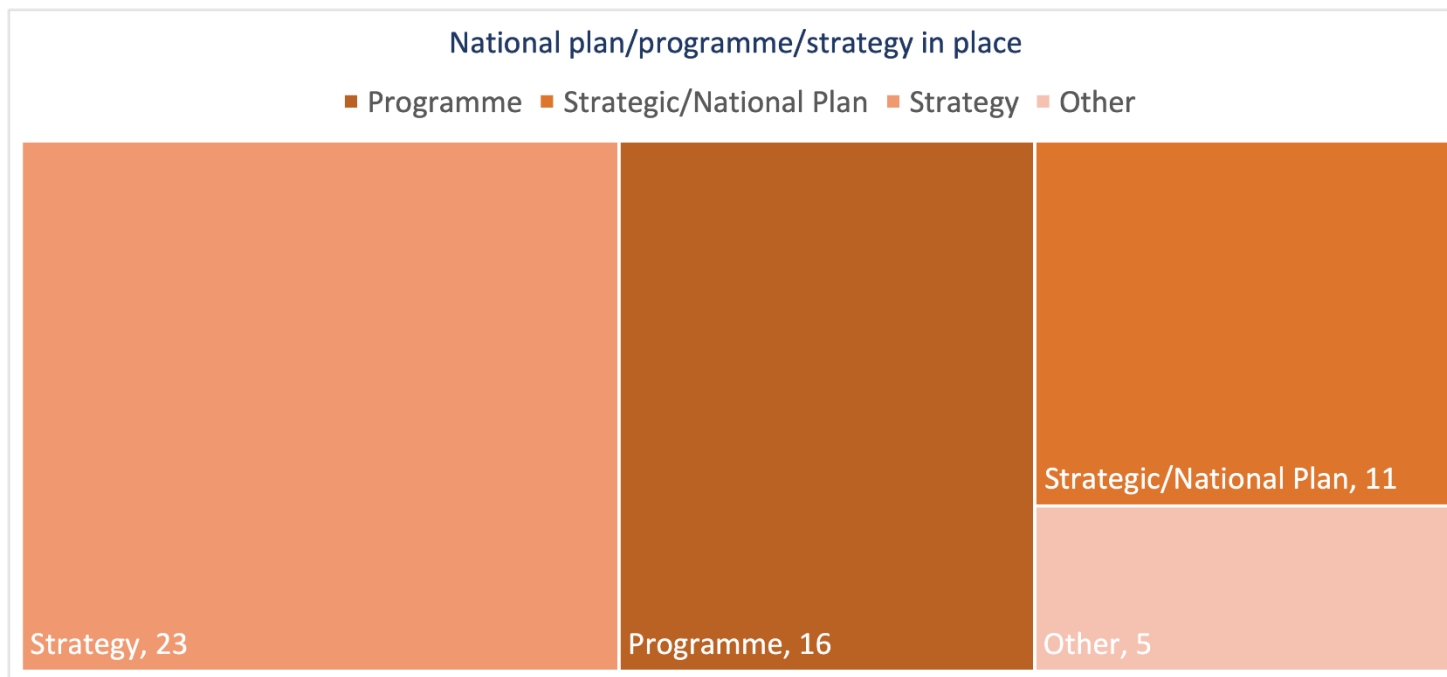 National plan/programme/strategy in place
Programme Strategic/National Plan Strategy Other
Strategy, 23
Programme, 16
Strategic/National Plan, 11
Other, 5